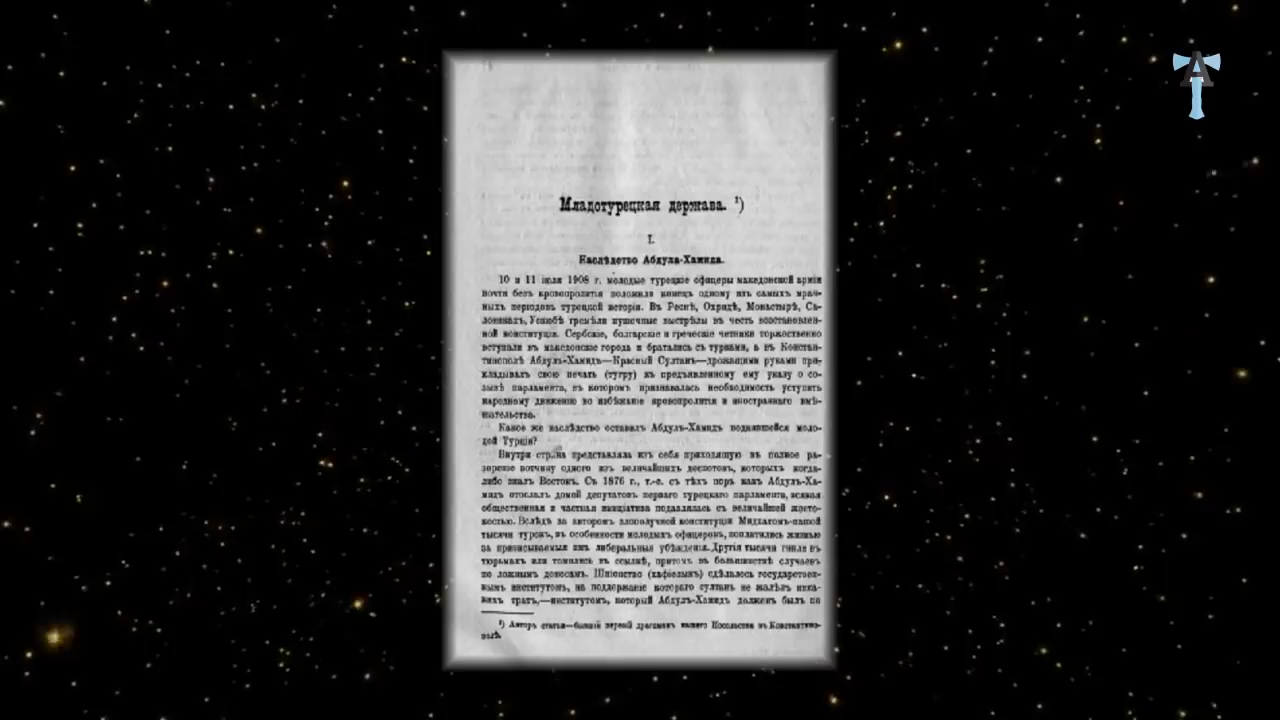 A
Младотурецкая держава. ¹)
I.
Наслѣдство Абдула-Хамида.
10 и 11 іюля 1908 г. молодые турецкіе офицеры македонской арміи
почти безъ кровопролитія положили конецъ одному изъ самыхъ мрач-
ныхъ періодовъ турецкой исторіи. Въ Реснѣ, Охридѣ, Монастырѣ, Са-
лоникахъ, Ускюбѣ гремѣли пушечные выстрѣлы въ честь возстановлен-
ной конституціи. Сербскіе, болгарскіе и греческіе четники торжественно
вступали въ македонскіе города и братались съ турками, а въ Констан-
тинополѣ Абдулъ-Хамидъ—Красный Султанъ—дрожащими руками при-
кладывалъ свою печать (тугру) къ предъявленному ему указу о со-
зывѣ парламента, въ которомъ признавалась необходимость уступить
народному движенію во избѣжаніе кровопролитія и иностраннаго вмѣ-
шательства.
Какое же наслѣдство оставилъ Абдулъ-Хамидъ поднявшейся моло-
дой Турціи?
Внутри страна представляла изъ себя приходящую въ полное ра-
зореніе вотчину одного изъ величайшихъ деспотовъ, которыхъ когда-
либо зналъ Востокъ. Съ 1876 г., т.-е. съ тѣхъ поръ какъ Абдулъ-Ха-
мидъ отослалъ домой депутатовъ перваго турецкаго парламента, всякая
общественная и частная иниціатива подавлялась съ величайшей жесто-
костью. Вслѣдъ за авторомъ злополучной конституціи Мидхатомъ-пашой
тысячи турокъ, въ особенности молодыхъ офицеровъ, поплатились жизнью
за приписываемыя имъ либеральныя убѣжденія. Другія тысячи гнили въ
тюрьмахъ или томились въ ссылкѣ, притомъ въ большинствѣ случаевъ
по ложнымъ доносамъ. Шпіонство (хафіелыкъ) сдѣлалось государствен-
нымъ институтомъ, на поддержаніе котораго султанъ не жалѣлъ ника-
кихъ тратъ,—институтомъ, который Абдулъ-Хамидъ долженъ былъ по
¹) Авторъ статьи—бывшій первый драгоманъ нашего Посольства въ Константино-
полѣ.